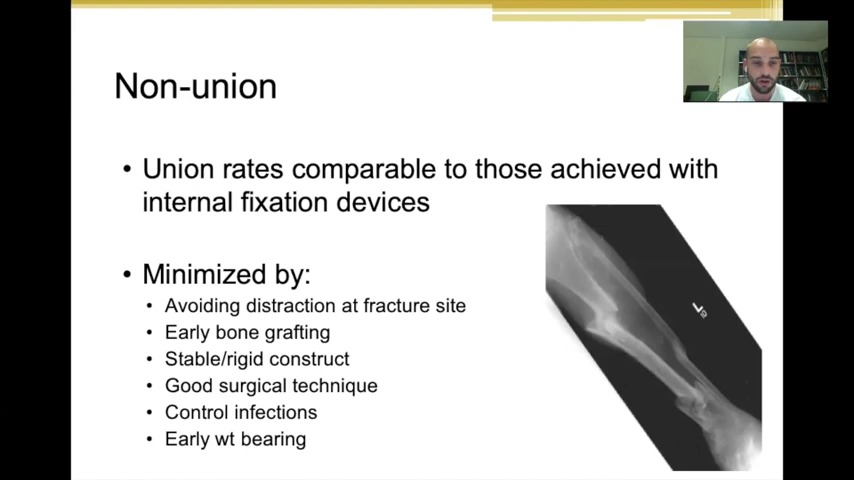 Non-union
• Union rates comparable to those achieved with
internal fixation devices
• Minimized by:
• Avoiding distraction at fracture site
• Early bone grafting
• Stable/rigid construct
• Good surgical technique
• Control infections
• Early wt bearing
L